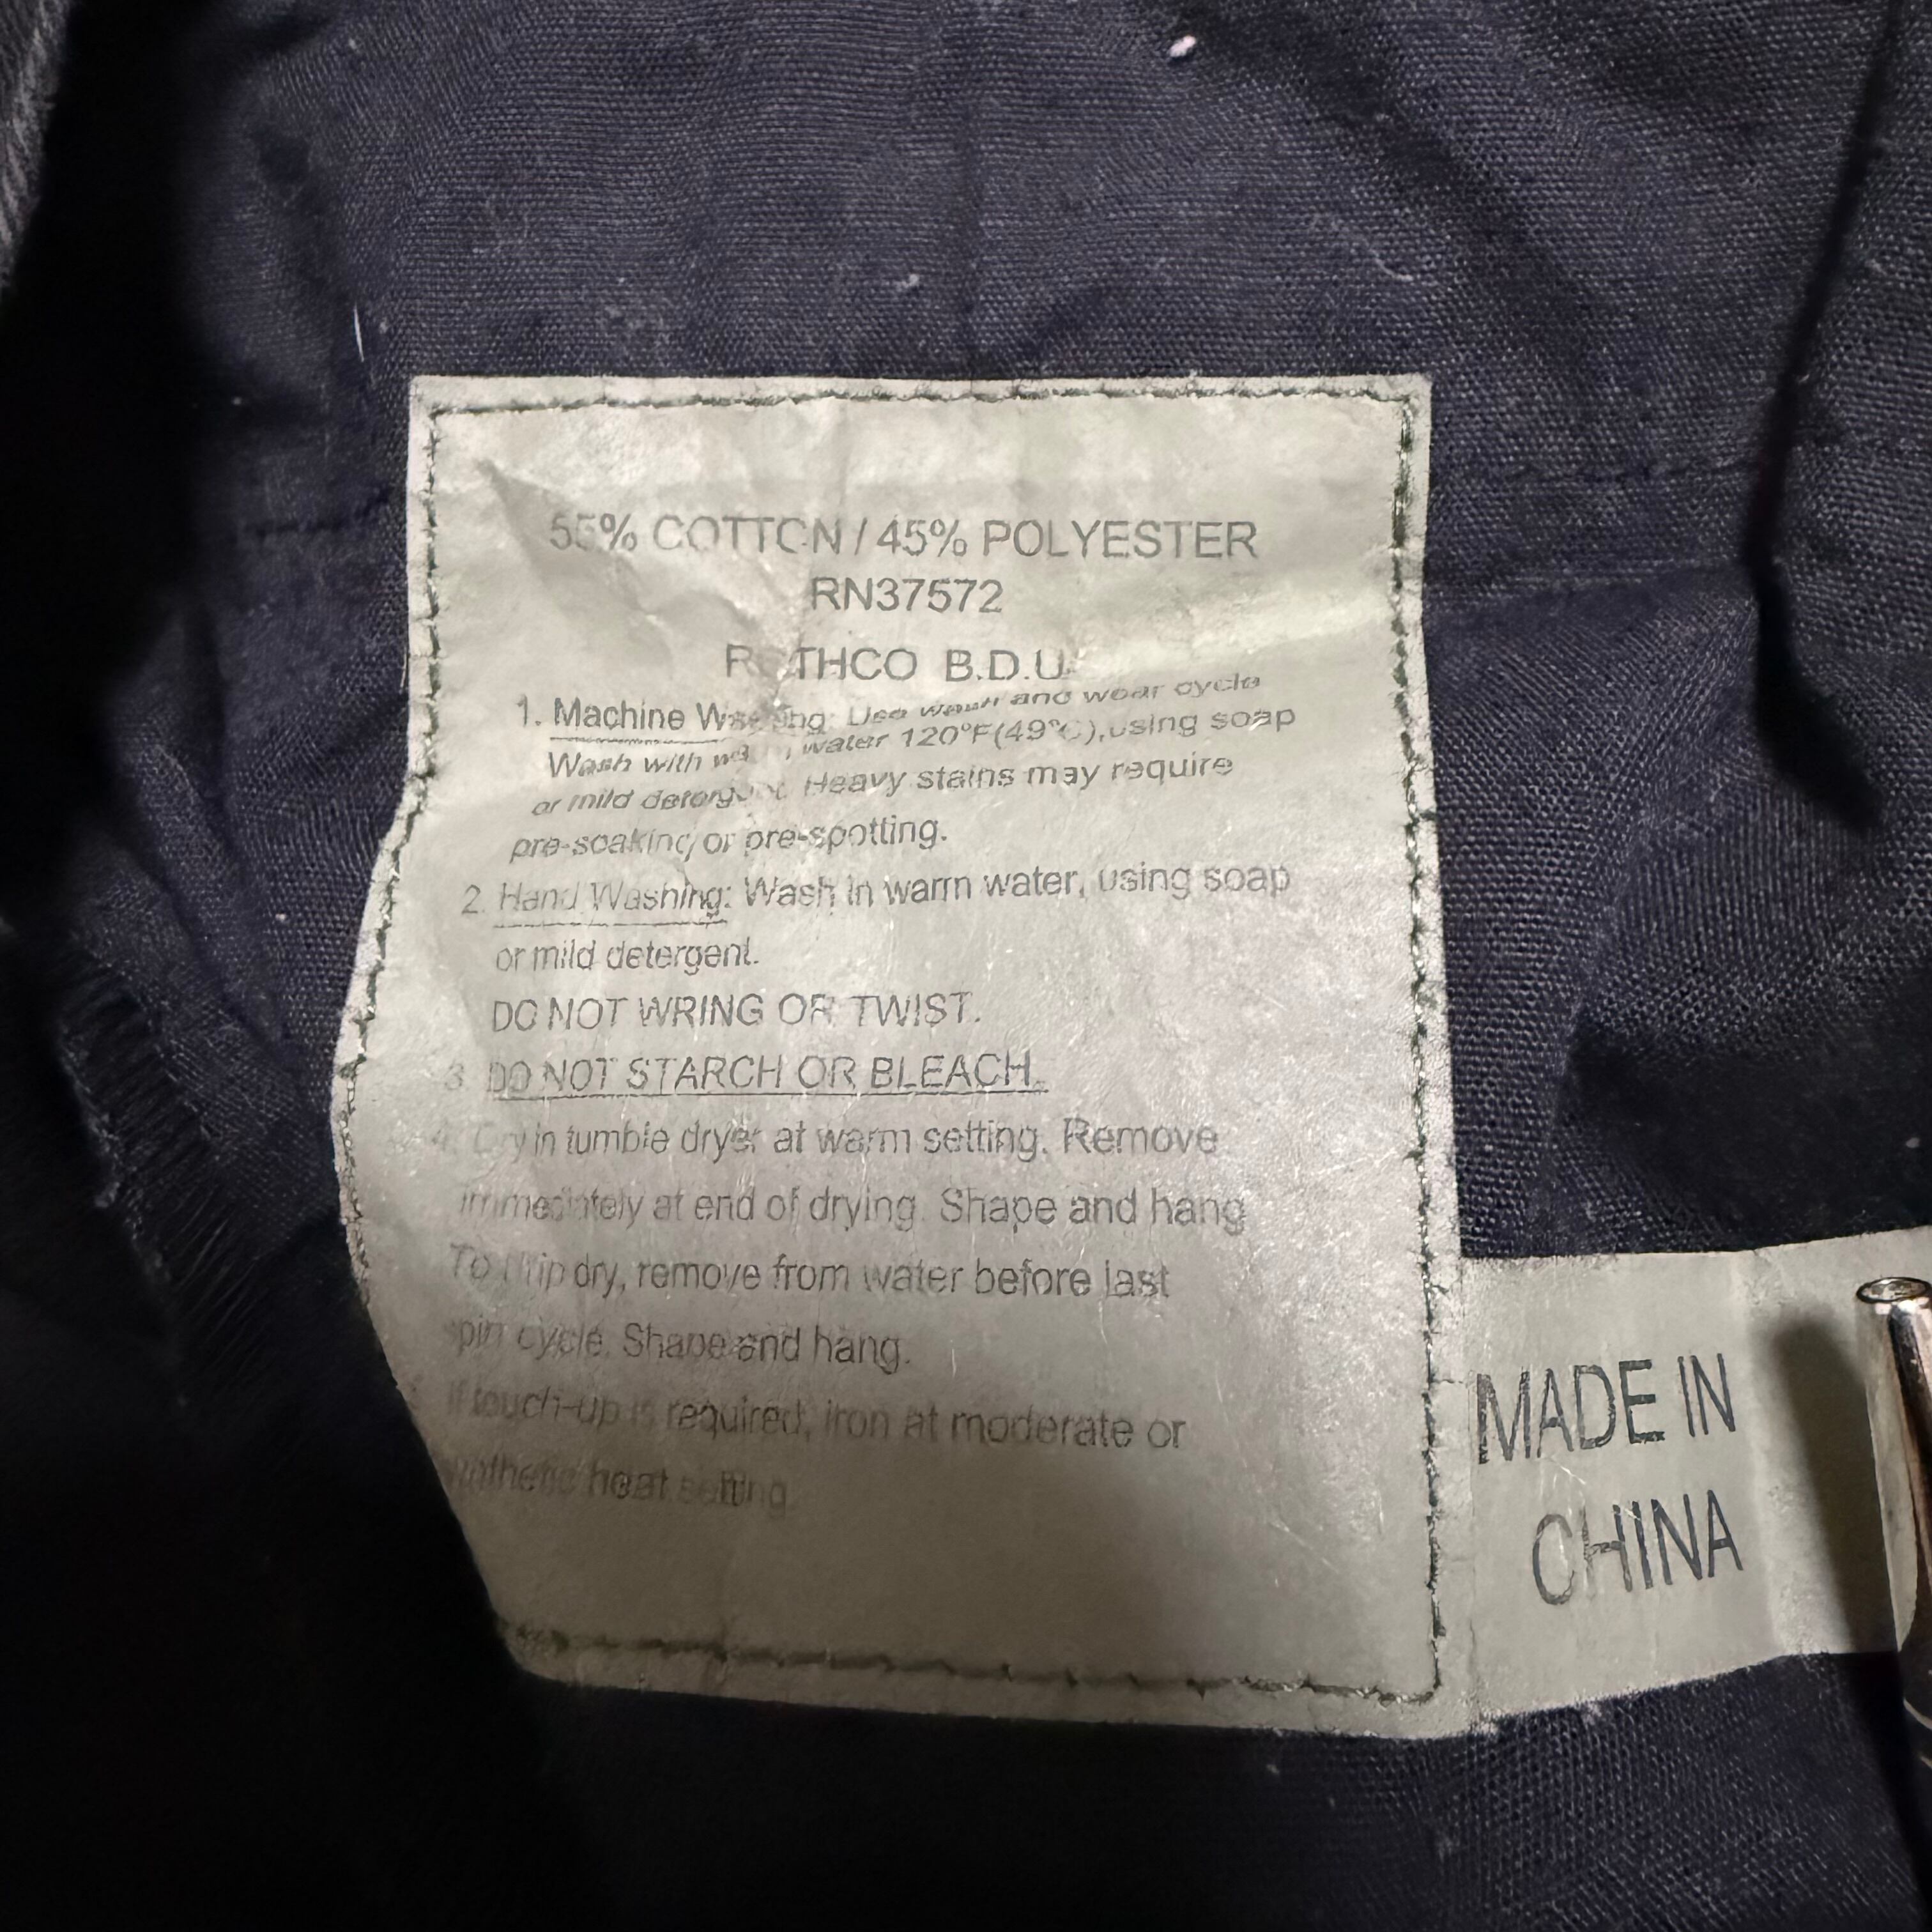 55% COTTON / 45% POLYESTER
RN37572
ROTHCO B.D.U.
1. Machine Washing: Use wash and wear cycle
Wash with warm water 120°F(49°C),using soap
or mild detergent. Heavy stains may require
pre-soaking or pre-spotting.
2. Hand Washing: Wash in warm water, using soap
or mild detergent.
DO NOT WRING OR TWIST.
3. DO NOT STARCH OR BLEACH.
4. Dry in tumble dryer at warm setting. Remove
immediately at end of drying. Shape and hang
To drip dry, remove from water before last
spin cycle. Shape and hang.
If touch-up is required, iron at moderate or
synthetic heat setting.
MADE IN
CHINA